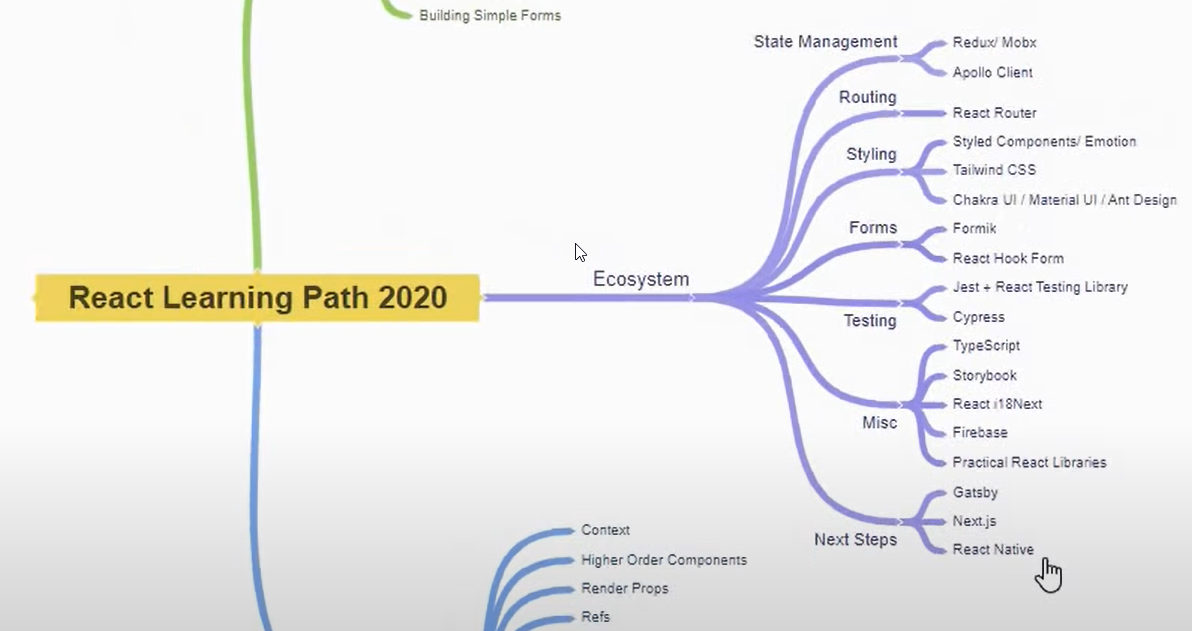 Building Simple Forms
State Management
Redux/ Mobx
Apollo Client
Routing
React Router
Styling
Styled Components/ Emotion
Tailwind CSS
Chakra UI / Material UI / Ant Design
Forms
Formik
React Hook Form
Ecosystem
React Learning Path 2020
Testing
Jest + React Testing Library
Cypress
Misc
TypeScript
Storybook
React i18Next
Firebase
Practical React Libraries
Next Steps
Gatsby
Next.js
React Native
Context
Higher Order Components
Render Props
Refs